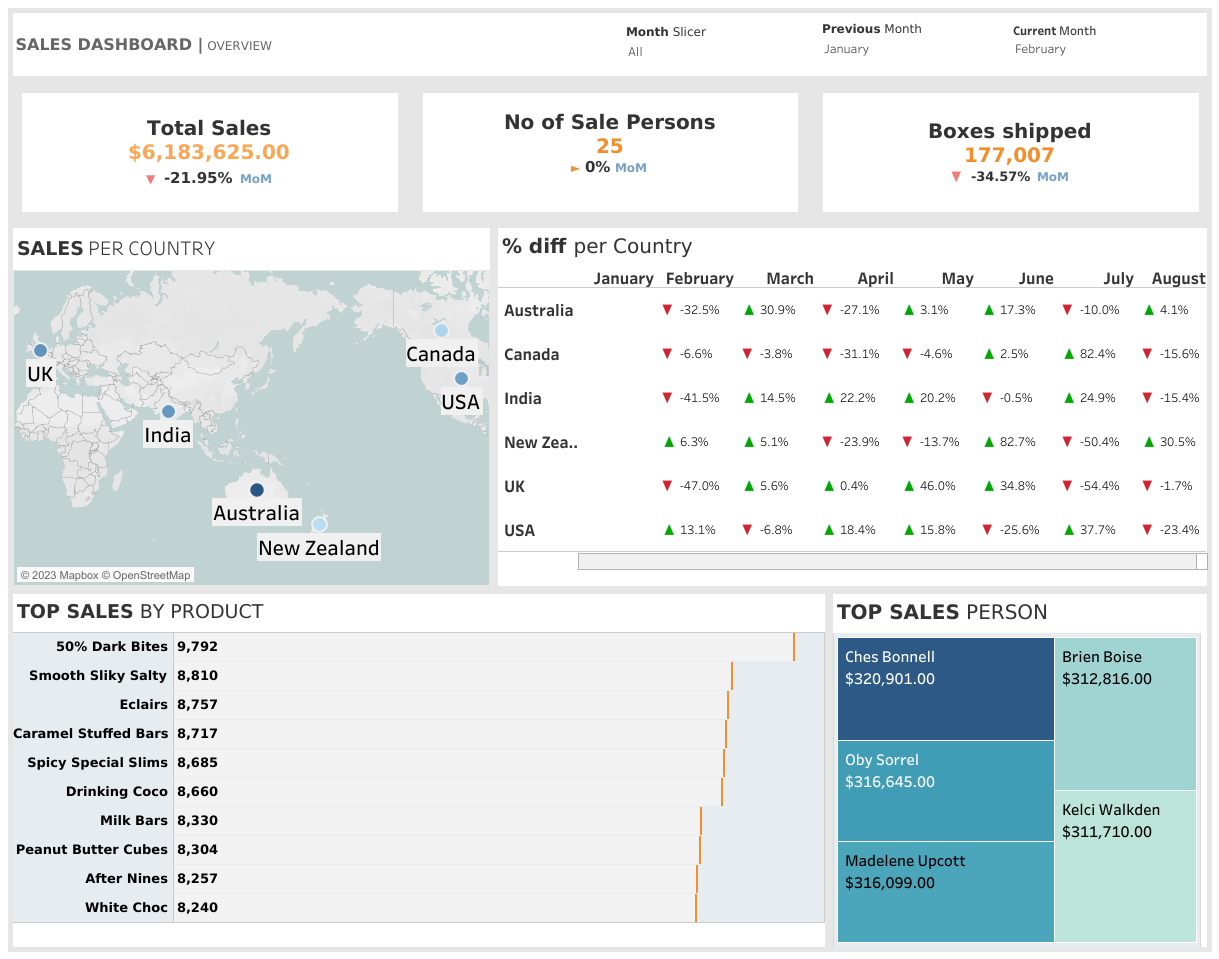 SALES DASHBOARD | OVERVIEW
Month Slicer
All
Previous Month
January
Current Month
February
Total Sales
$6,183,625.00
▼ -21.95% MoM
No of Sale Persons
25
► 0% MoM
Boxes shipped
177,007
▼ -34.57% MoM
SALES PER COUNTRY
UK
Canada
USA
India
Australia
New Zealand
© 2023 Mapbox © OpenStreetMap
% diff per Country
January February March April May June July August
Australia ▼ -32.5% ▲ 30.9% ▼ -27.1% ▲ 3.1% ▲ 17.3% ▼ -10.0% ▲ 4.1%
Canada ▼ -6.6% ▼ -3.8% ▼ -31.1% ▼ -4.6% ▲ 2.5% ▲ 82.4% ▼ -15.6%
India ▼ -41.5% ▲ 14.5% ▲ 22.2% ▲ 20.2% ▼ -0.5% ▲ 24.9% ▼ -15.4%
New Zea.. ▲ 6.3% ▲ 5.1% ▼ -23.9% ▼ -13.7% ▲ 82.7% ▼ -50.4% ▲ 30.5%
UK ▼ -47.0% ▲ 5.6% ▲ 0.4% ▲ 46.0% ▲ 34.8% ▼ -54.4% ▼ -1.7%
USA ▲ 13.1% ▼ -6.8% ▲ 18.4% ▲ 15.8% ▼ -25.6% ▲ 37.7% ▼ -23.4%
TOP SALES BY PRODUCT
50% Dark Bites 9,792
Smooth Sliky Salty 8,810
Eclairs 8,757
Caramel Stuffed Bars 8,717
Spicy Special Slims 8,685
Drinking Coco 8,660
Milk Bars 8,330
Peanut Butter Cubes 8,304
After Nines 8,257
White Choc 8,240
TOP SALES PERSON
Ches Bonnell
$320,901.00
Oby Sorrel
$316,645.00
Madelene Upcott
$316,099.00
Brien Boise
$312,816.00
Kelci Walkden
$311,710.00